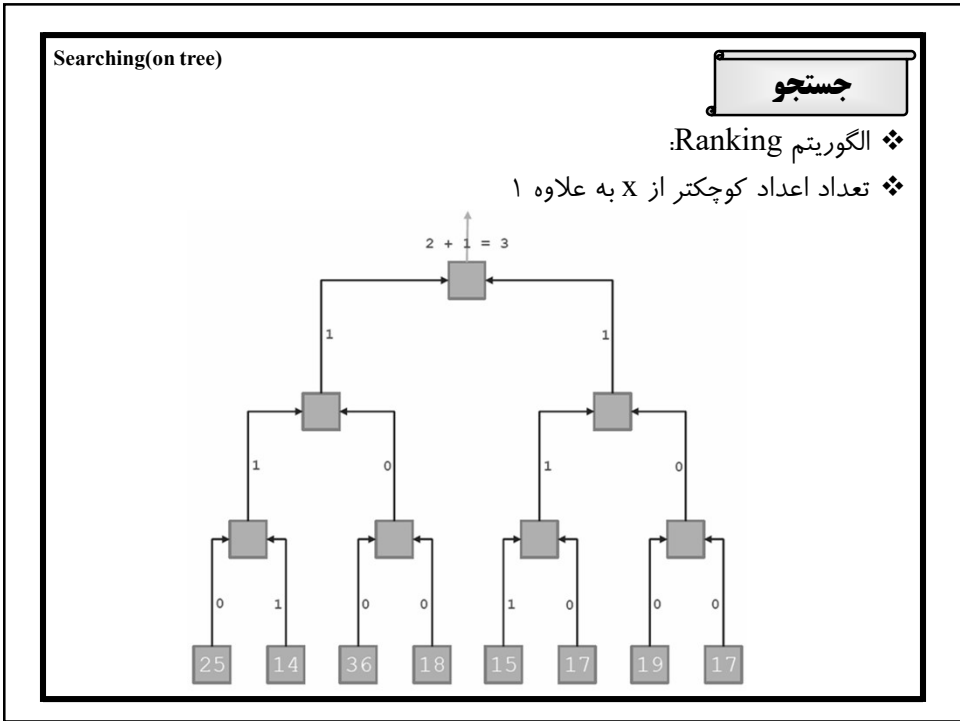 Searching(on tree)
جستجو
❖ الگوریتم Ranking:
❖ تعداد اعداد کوچکتر از x به علاوه ۱
2 + 1 = 3
1 1
1 0 1 0
0 1 0 0 1 0 0 0
25 14 36 18 15 17 19 17